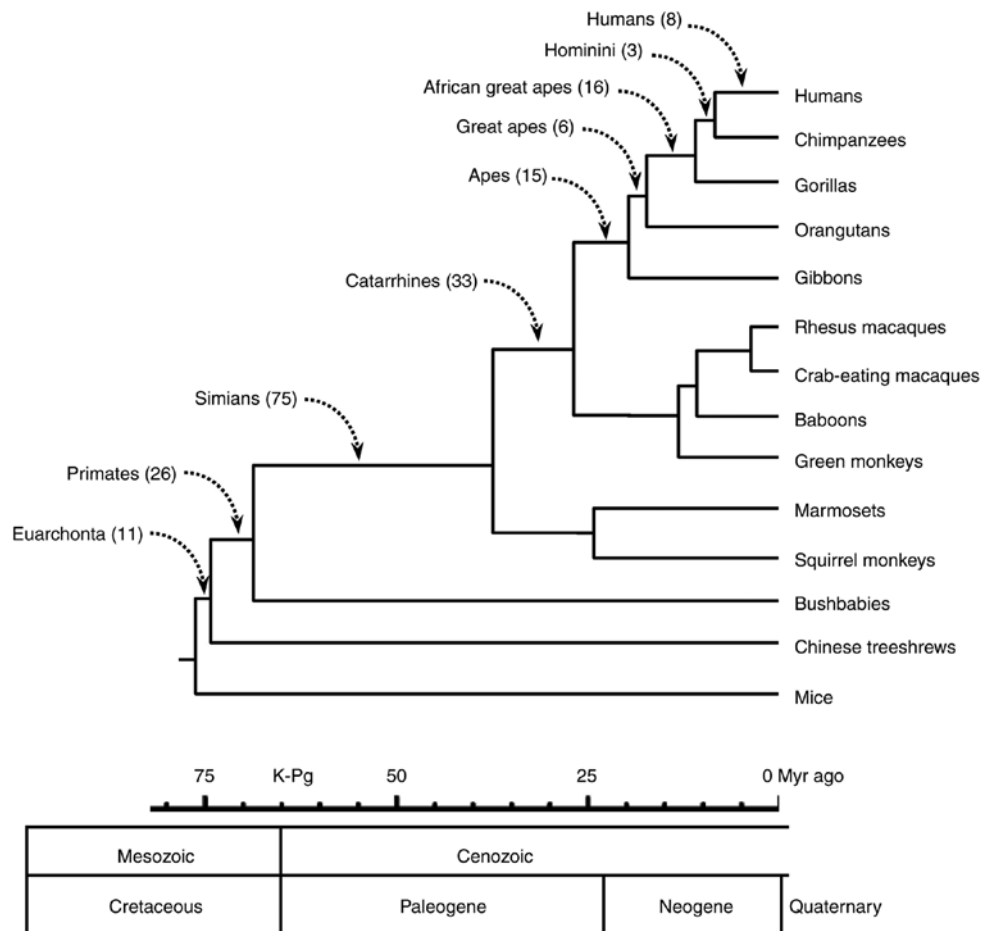 Humans (8)
Hominini (3)
African great apes (16)
Great apes (6)
Apes (15)
Catarrhines (33)
Simians (75)
Primates (26)
Euarchonta (11)
Humans
Chimpanzees
Gorillas
Orangutans
Gibbons
Rhesus macaques
Crab-eating macaques
Baboons
Green monkeys
Marmosets
Squirrel monkeys
Bushbabies
Chinese treeshrews
Mice
75 K-Pg 50 25 0 Myr ago
Mesozoic Cenozoic
Cretaceous Paleogene Neogene Quaternary